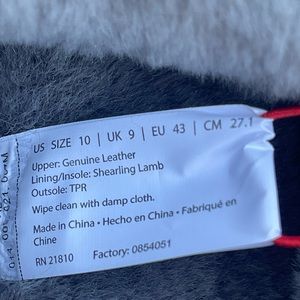 US SIZE 10 | UK 9 | EU 43 | CM 27.1
Upper: Genuine Leather
Lining/Insole: Shearling Lamb
Outsole: TPR
Wipe clean with damp cloth.
Made in China • Hecho en China • Fabriqué en
Chine
RN 21810 Factory: 0854051